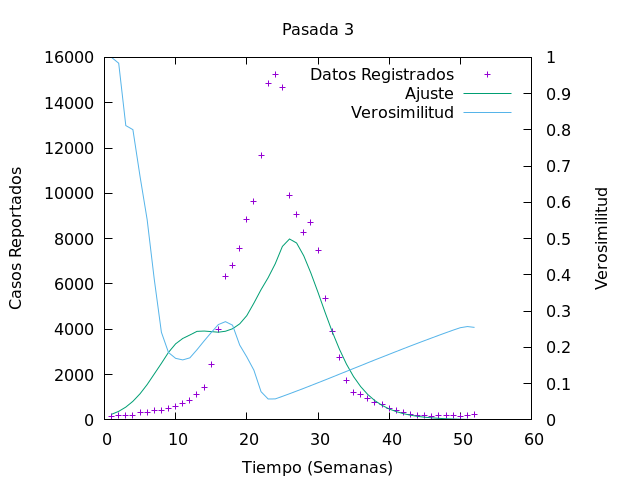 Pasada 3
16000 1
14000 0.9
12000 0.8
10000 0.7
8000 0.6
6000 0.5
4000 0.4
2000 0.3
0 0.2
0.1
0
Datos Registrados
Ajuste
Verosimilitud
Casos Reportados
Verosimilitud
0 10 20 30 40 50 60
Tiempo (Semanas)